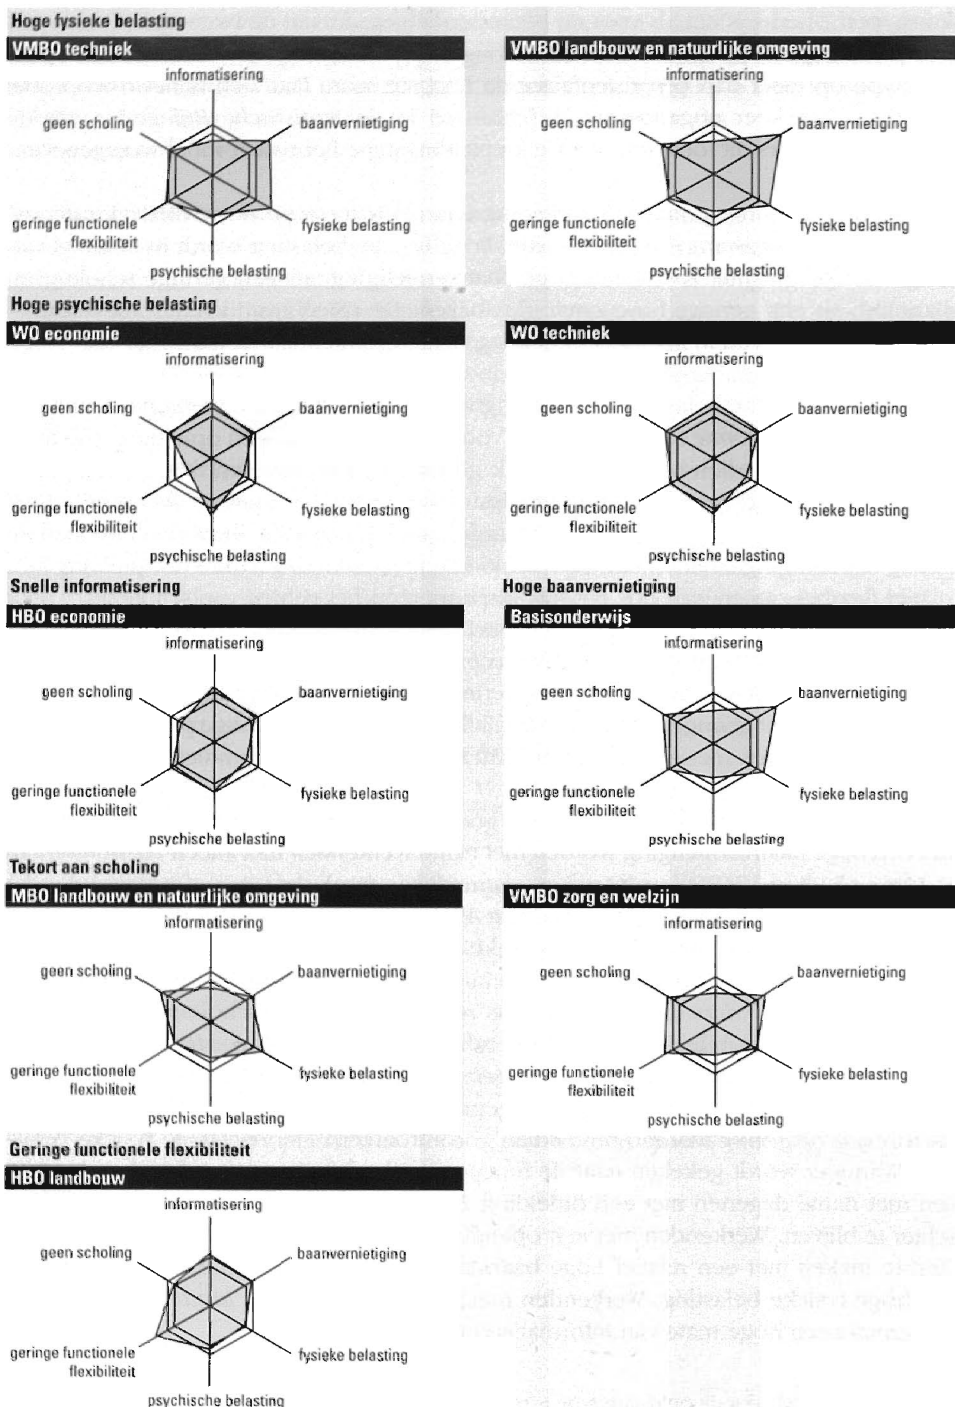 Hoge fysieke belasting
VMBO techniek
informatisering
geen scholing
baanvernietiging
geringe functionele
flexibiliteit
fysieke belasting
psychische belasting
VMBO landbouw en natuurlijke omgeving
informatisering
geen scholing
baanvernietiging
geringe functionele
flexibiliteit
fysieke belasting
psychische belasting
Hoge psychische belasting
WO economie
informatisering
geen scholing
baanvernietiging
geringe functionele
flexibiliteit
fysieke belasting
psychische belasting
WO techniek
informatisering
geen scholing
baanvernietiging
geringe functionele
flexibiliteit
fysieke belasting
psychische belasting
Snelle informatisering
HBO economie
informatisering
geen scholing
baanvernietiging
geringe functionele
flexibiliteit
fysieke belasting
psychische belasting
Hoge baanvernietiging
Basisonderwijs
informatisering
geen scholing
baanvernietiging
geringe functionele
flexibiliteit
fysieke belasting
psychische belasting
Tekort aan scholing
MBO landbouw en natuurlijke omgeving
informatisering
geen scholing
baanvernietiging
geringe functionele
flexibiliteit
fysieke belasting
psychische belasting
VMBO zorg en welzijn
informatisering
geen scholing
baanvernietiging
geringe functionele
flexibiliteit
fysieke belasting
psychische belasting
Geringe functionele flexibiliteit
HBO landbouw
informatisering
geen scholing
baanvernietiging
geringe functionele
flexibiliteit
fysieke belasting
psychische belasting